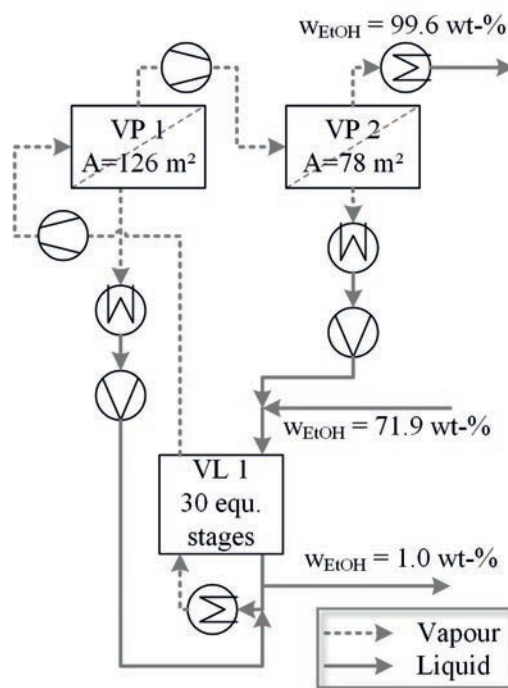 w_EtOH = 99.6 wt-%
VP 1
A=126 m²
VP 2
A=78 m²
w_EtOH = 71.9 wt-%
VL 1
30 equ.
stages
w_EtOH = 1.0 wt-%
Vapour
Liquid